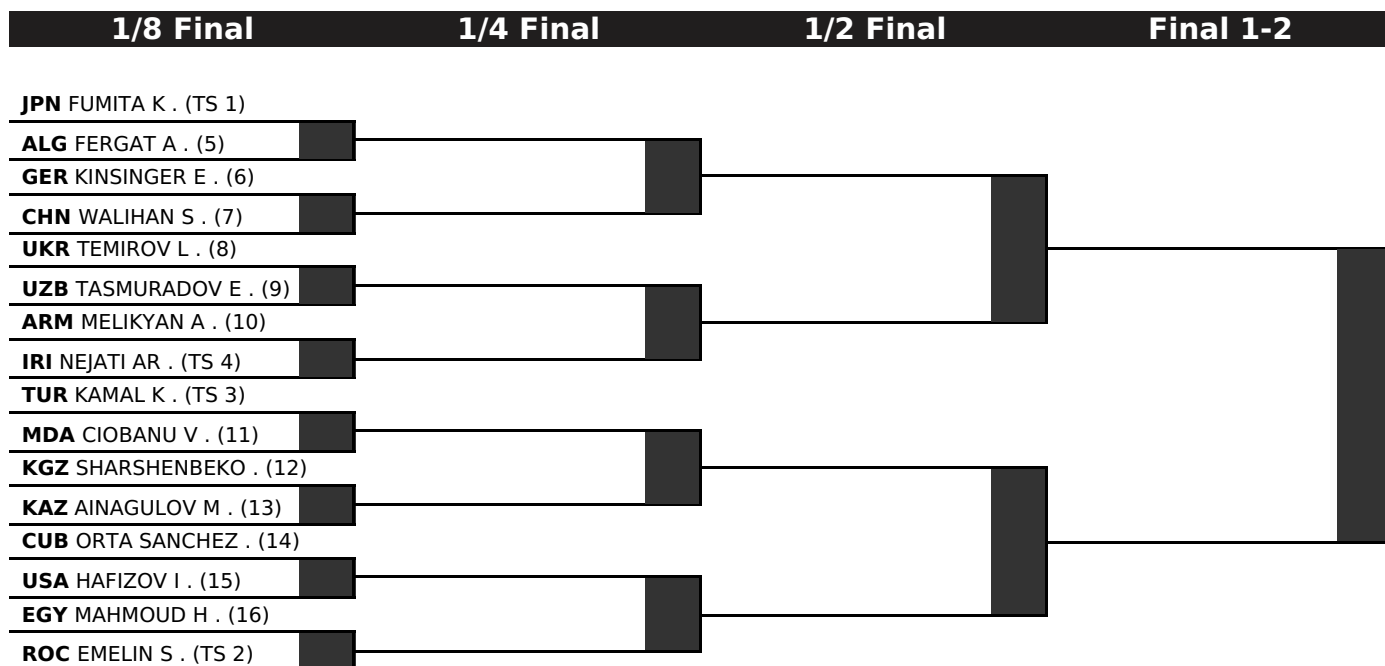 1/8 Final 1/4 Final 1/2 Final Final 1-2
JPN FUMITA K . (TS 1)
ALG FERGAT A . (5)
GER KINSINGER E . (6)
CHN WALIHAN S . (7)
UKR TEMIROV L . (8)
UZB TASMURADOV E . (9)
ARM MELIKYAN A . (10)
IRI NEJATI AR . (TS 4)
TUR KAMAL K . (TS 3)
MDA CIOBANU V . (11)
KGZ SHARSHENBEKO . (12)
KAZ AINAGULOV M . (13)
CUB ORTA SANCHEZ . (14)
USA HAFIZOV I . (15)
EGY MAHMOUD H . (16)
ROC EMELIN S . (TS 2)